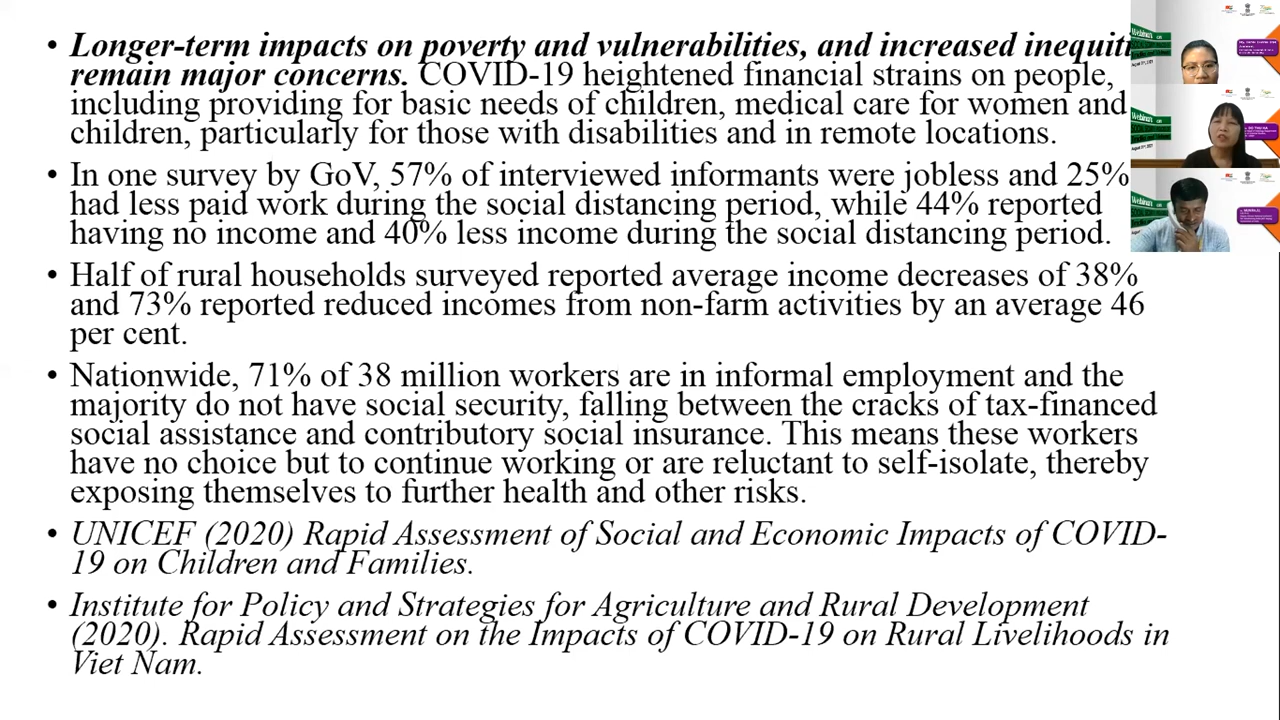 • Longer-term impacts on poverty and vulnerabilities, and increased
remain major concerns. COVID-19 heightened financial strains on people,
including providing for basic needs of children, medical care for women and
children, particularly for those with disabilities and in remote locations.
• In one survey by GoV, 57% of interviewed informants were jobless and 25%
had less paid work during the social distancing period, while 44% reported
having no income and 40% less income during the social distancing period.
• Half of rural households surveyed reported average income decreases of 38%
and 73% reported reduced incomes from non-farm activities by an average 46
per cent.
• Nationwide, 71% of 38 million workers are in informal employment and the
majority do not have social security, falling between the cracks of tax-financed
social assistance and contributory social insurance. This means these workers
have no choice but to continue working or are reluctant to self-isolate, thereby
exposing themselves to further health and other risks.
• UNICEF (2020) Rapid Assessment of Social and Economic Impacts of COVID-
19 on Children and Families.
• Institute for Policy and Strategies for Agriculture and Rural Development
(2020). Rapid Assessment on the Impacts of COVID-19 on Rural Livelihoods in
Viet Nam.
Webinar
Webinar
Webinar